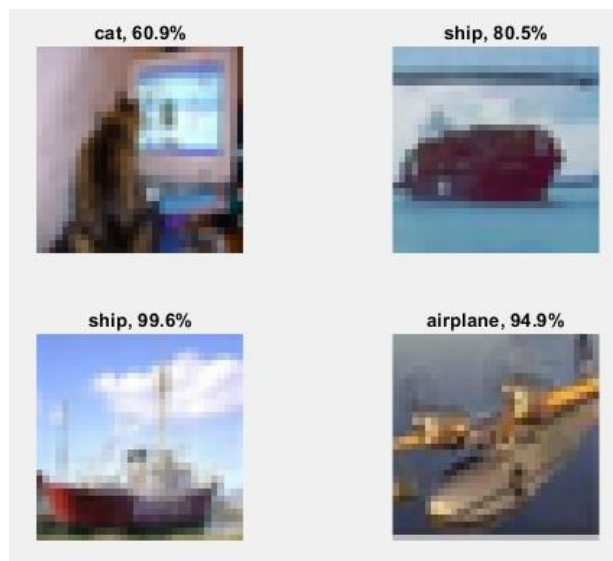 cat, 60.9%
ship, 80.5%
ship, 99.6%
airplane, 94.9%